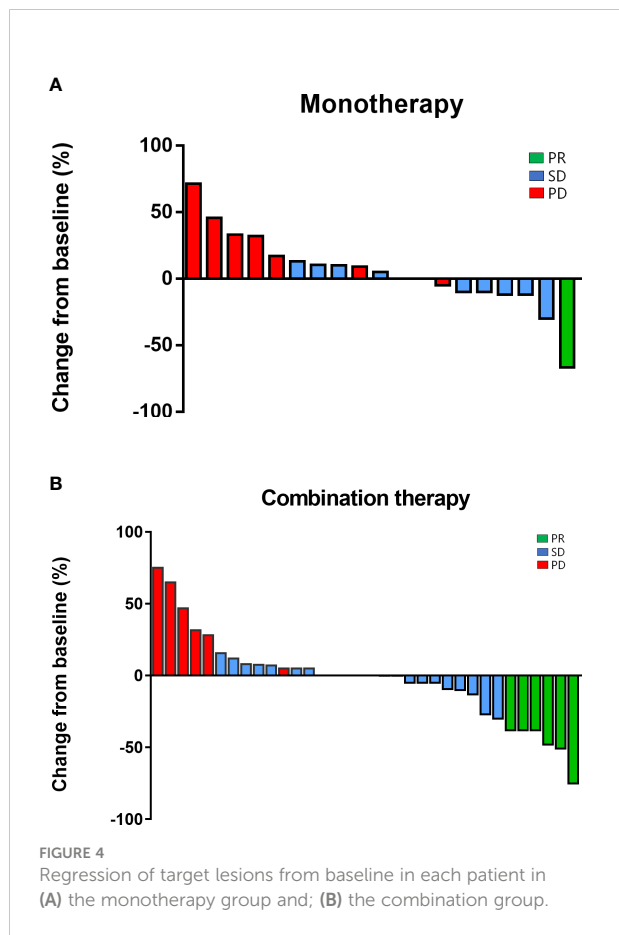 A
Monotherapy
Change from baseline (%)
100
50
0
-50
-100
PR
SD
PD
B
Combination therapy
Change from baseline (%)
100
50
0
-50
-100
PR
SD
PD
FIGURE 4
Regression of target lesions from baseline in each patient in
(A) the monotherapy group and; (B) the combination group.